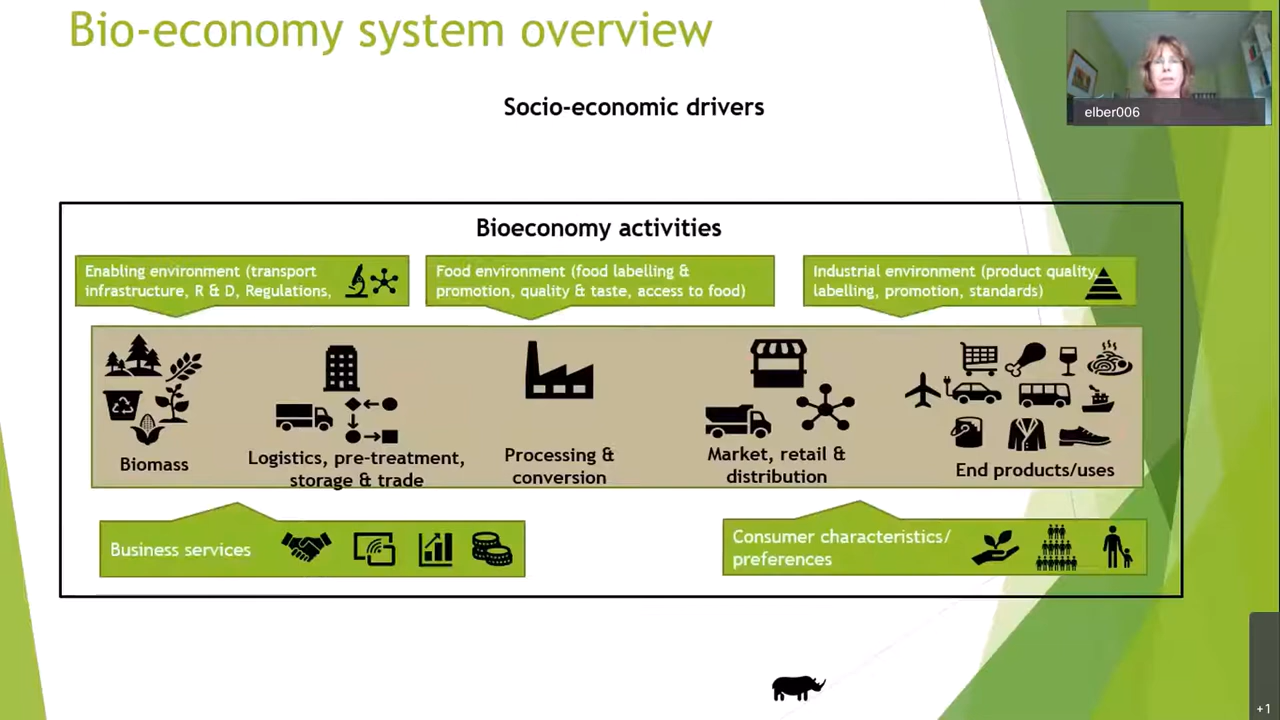 Bio-economy system overview
elber006
Socio-economic drivers
Bioeconomy activities
Enabling environment (transport
infrastructure, R & D, Regulations,
Food environment (food labelling &
promotion, quality & taste, access to food)
Industrial environment (product quality,
labelling, promotion, standards)
Biomass
Logistics, pre-treatment,
storage & trade
Processing &
conversion
Market, retail &
distribution
End products/uses
Business services
Consumer characteristics/
preferences
+1